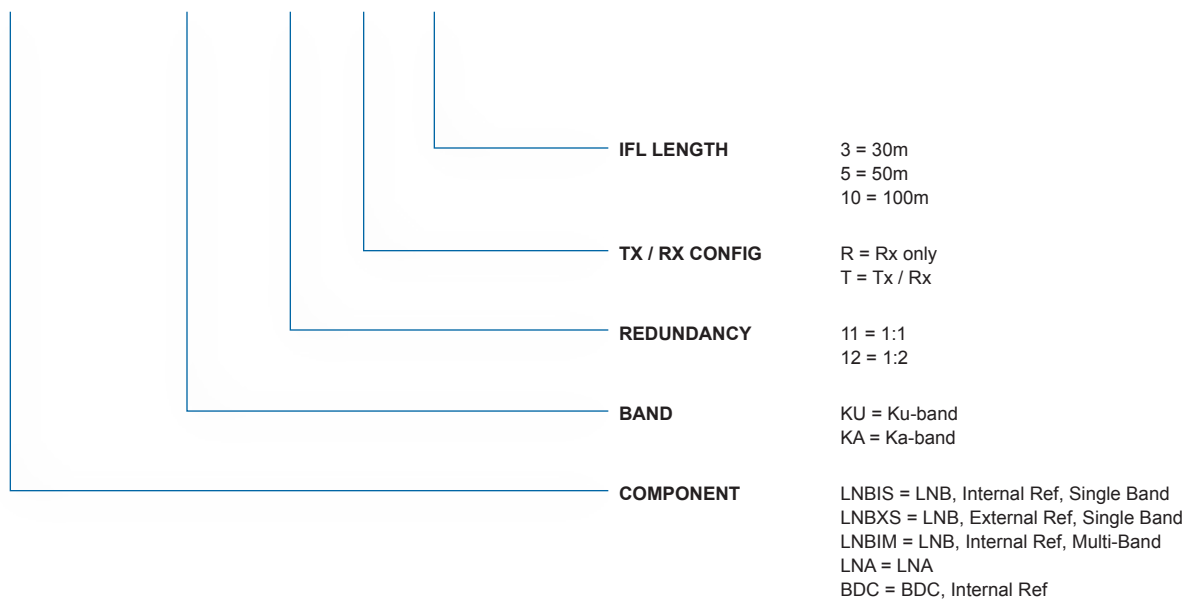 IFL LENGTH 3 = 30m
5 = 50m
10 = 100m
TX / RX CONFIG R = Rx only
T = Tx / Rx
REDUNDANCY 11 = 1:1
12 = 1:2
BAND KU = Ku-band
KA = Ka-band
COMPONENT LNBIS = LNB, Internal Ref, Single Band
LNBXS = LNB, External Ref, Single Band
LNBIM = LNB, Internal Ref, Multi-Band
LNA = LNA
BDC = BDC, Internal Ref